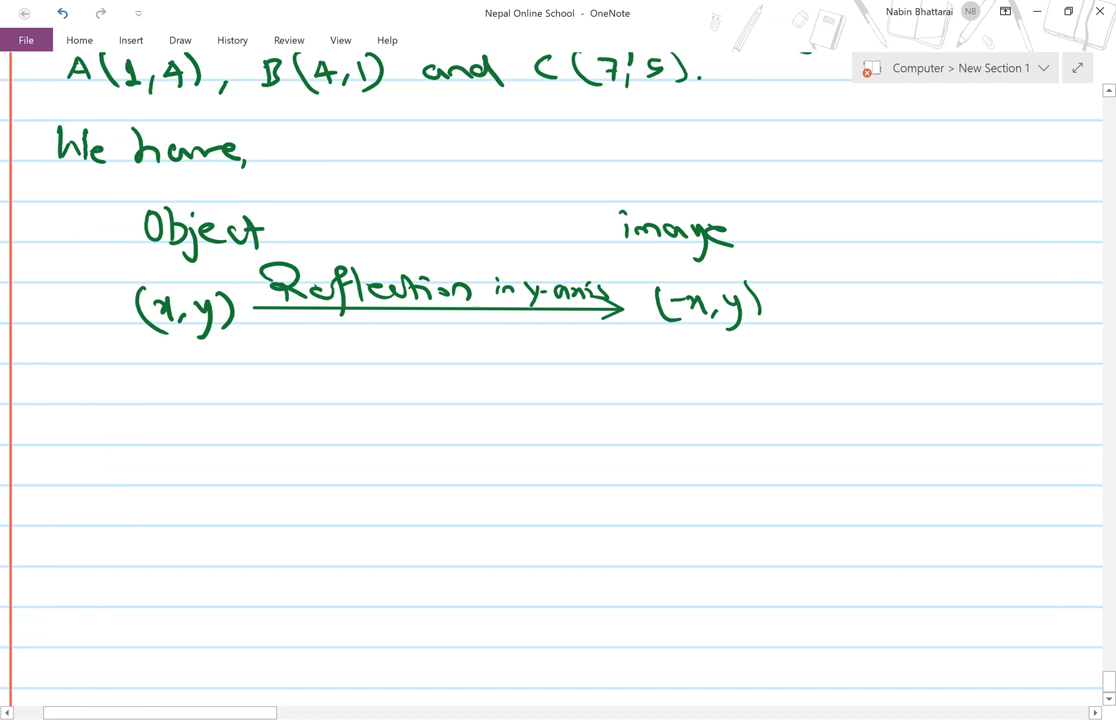 Nepal Online School - OneNote
Nabin Bhattarai NB
File Home Insert Draw History Review View Help
A(1,4), B(4,1) and C(7,5).
Computer > New Section 1
We have,
Object image
(x,y) Reflection in y-axis (-x,y)